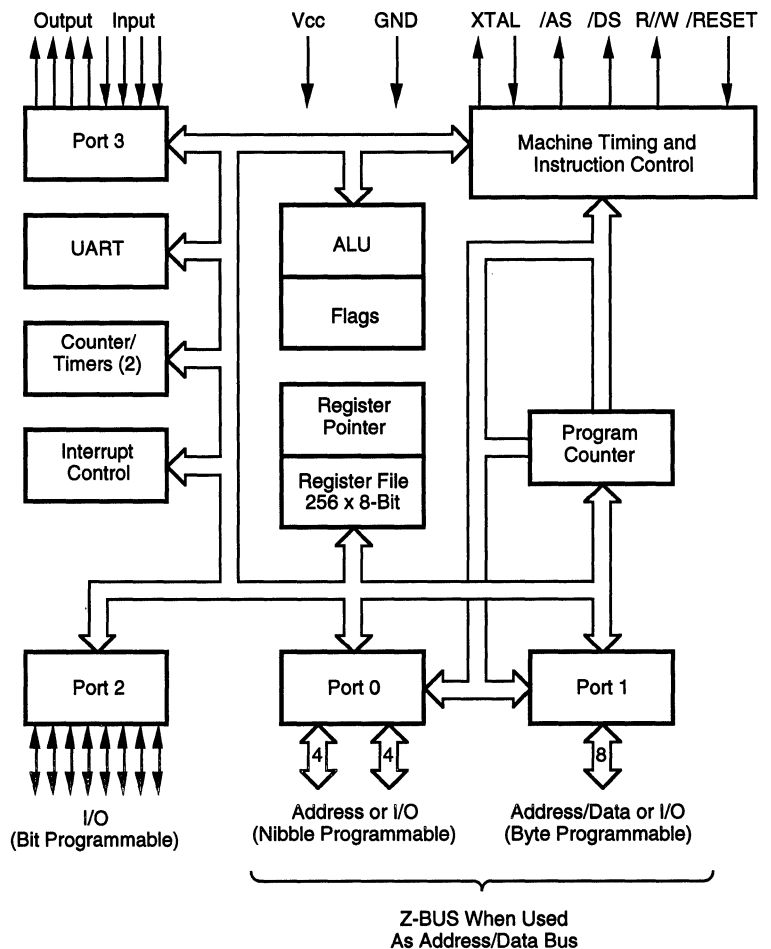 Output Input Vcc GND XTAL /AS /DS R//W /RESET
Port 3
Machine Timing and
Instruction Control
UART
ALU
Flags
Counter/
Timers (2)
Register
Pointer
Program
Counter
Interrupt
Control
Register File
256 x 8-Bit
Port 2
Port 0
Port 1
4
4
8
I/O
(Bit Programmable)
Address or I/O
(Nibble Programmable)
Address/Data or I/O
(Byte Programmable)
Z-BUS When Used
As Address/Data Bus